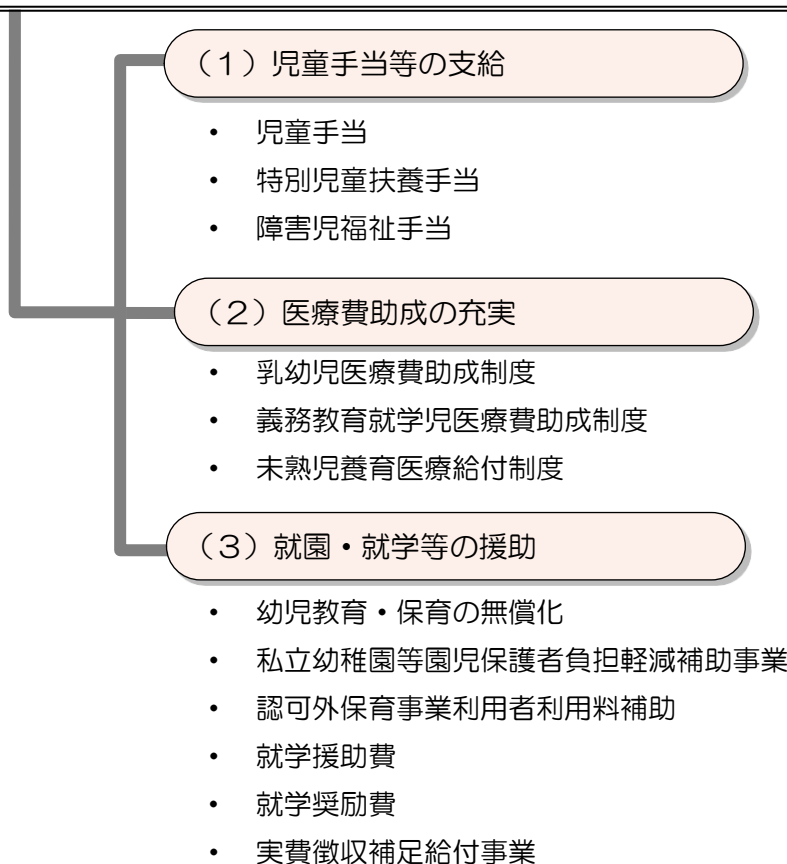 （１）児童手当等の支給
・ 児童手当
・ 特別児童扶養手当
・ 障害児福祉手当
（２）医療費助成の充実
・ 乳幼児医療費助成制度
・ 義務教育就学児医療費助成制度
・ 未熟児養育医療給付制度
（３）就園・就学等の援助
・ 幼児教育・保育の無償化
・ 私立幼稚園等園児保護者負担軽減補助事業
・ 認可外保育事業利用者利用料補助
・ 就学援助費
・ 就学奨励費
・ 実費徴収補足給付事業